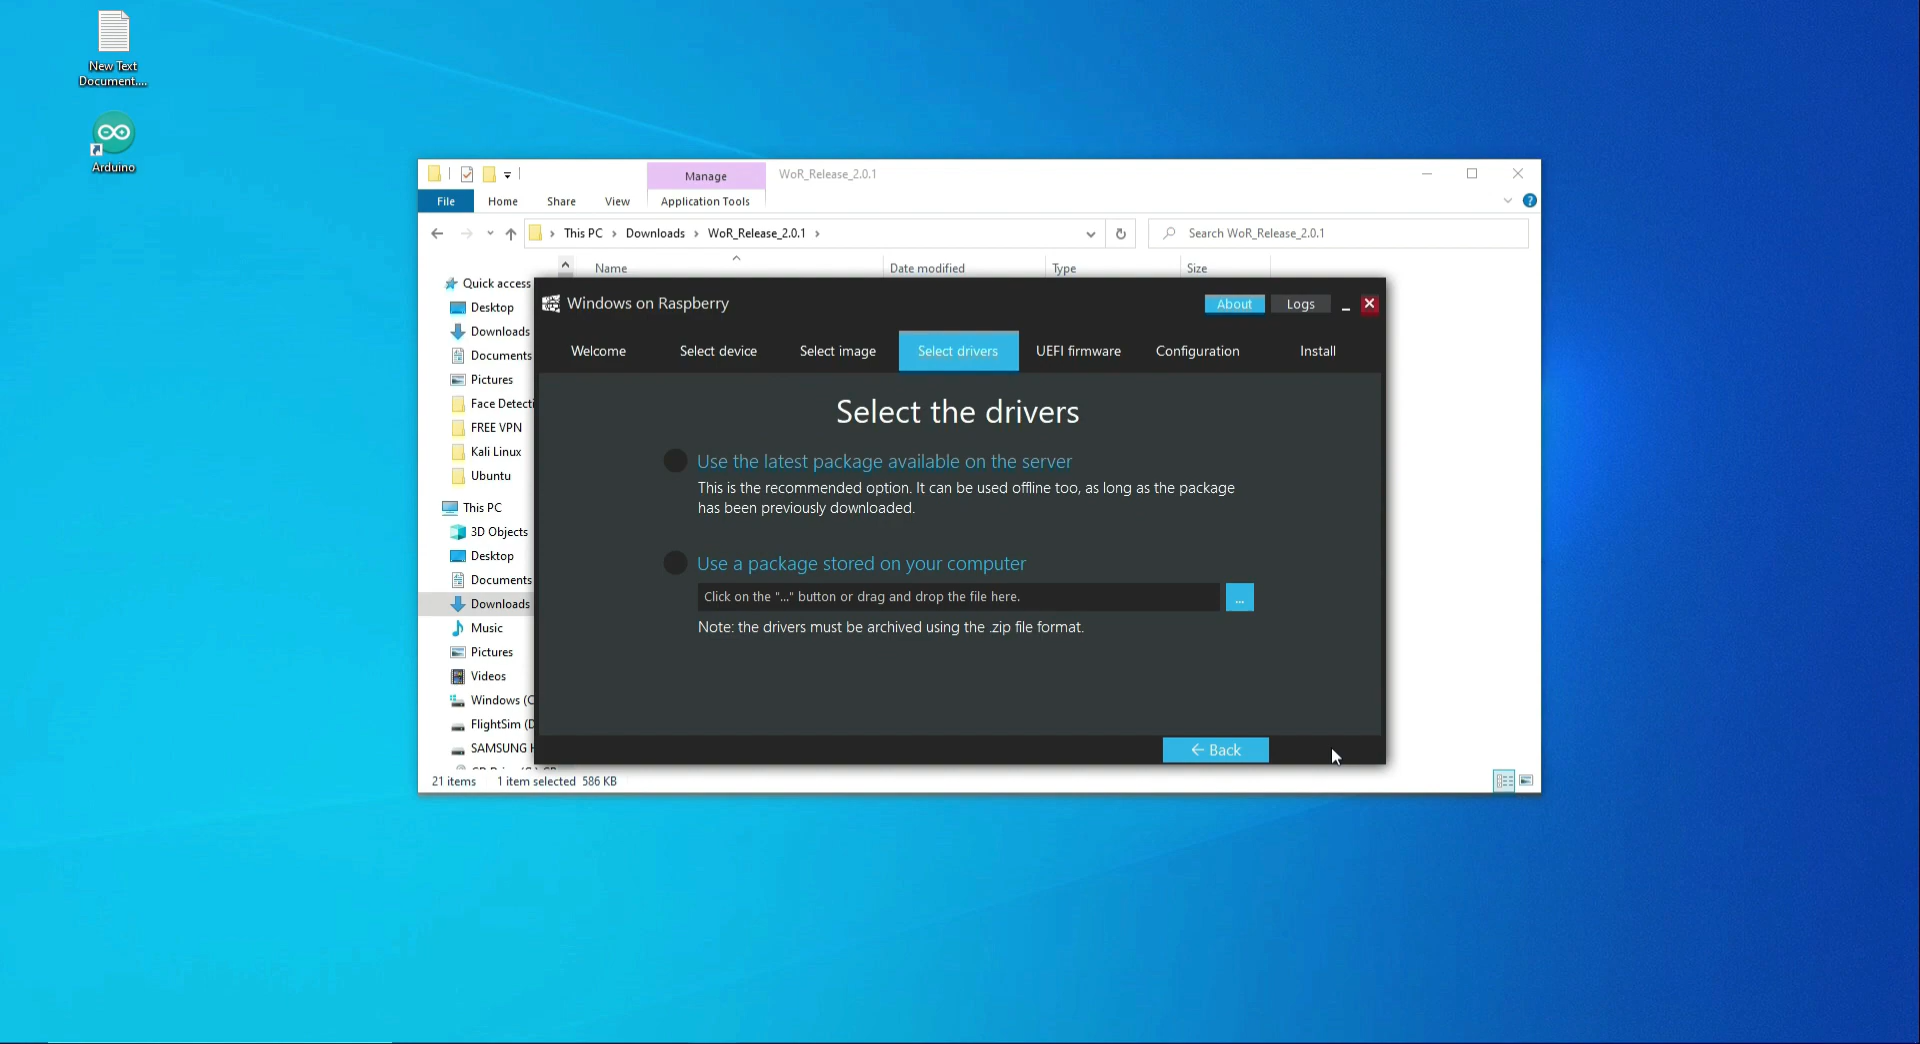 New Text
Document....
Arduino
Manage
WoR_Release_2.0.1
File
Home
Share
View
Application Tools
This PC
Downloads
WoR_Release_2.0.1
Search WoR_Release_2.0.1
Name
Date modified
Type
Size
Quick access
Desktop
Downloads
Documents
Pictures
Face Detecti
FREE VPN
Kali Linux
Ubuntu
This PC
3D Objects
Desktop
Documents
Downloads
Music
Pictures
Videos
Windows (C
FlightSim (D
SAMSUNG
21 items
1 item selected 586 KB
Windows on Raspberry
About
Logs
Welcome
Select device
Select image
Select drivers
UEFI firmware
Configuration
Install
Select the drivers
Use the latest package available on the server
This is the recommended option. It can be used offline too, as long as the package
has been previously downloaded.
Use a package stored on your computer
Click on the "..." button or drag and drop the file here.
...
Note: the drivers must be archived using the .zip file format.
← Back